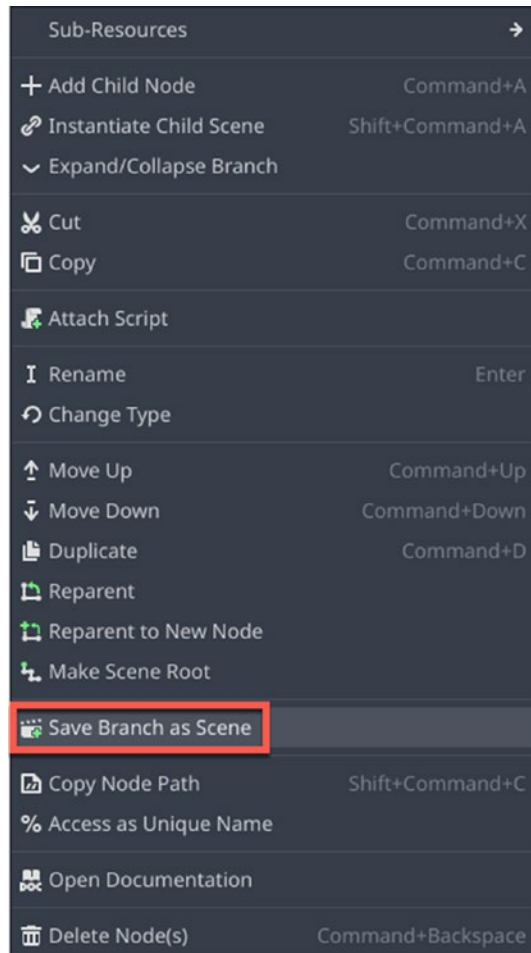 Sub-Resources
Add Child Node Command+A
Instantiate Child Scene Shift+Command+A
Expand/Collapse Branch
Cut Command+X
Copy Command+C
Attach Script
Rename Enter
Change Type
Move Up Command+Up
Move Down Command+Down
Duplicate Command+D
Reparent
Reparent to New Node
Make Scene Root
Save Branch as Scene
Copy Node Path Shift+Command+C
% Access as Unique Name
DOC Open Documentation
Delete Node(s) Command+Backspace